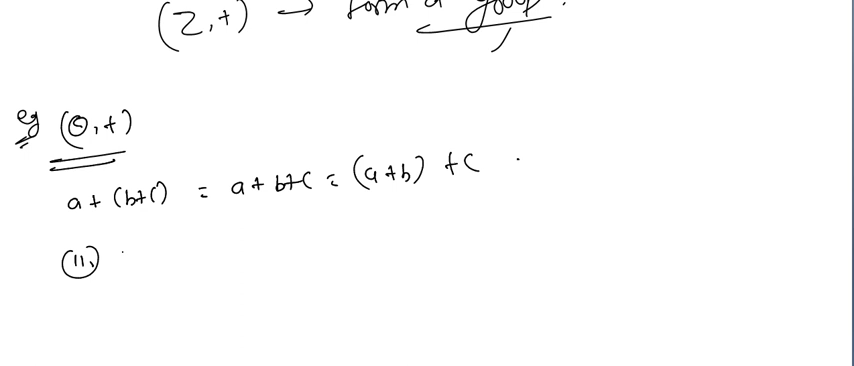 (Z,+) → form a group.
eg (Q,+)
a + (b+c) = a + b+c = (a+b) + c .
(ii)